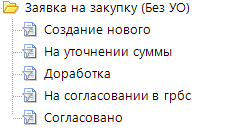 Заявка на закупку (Без УО)
Создание нового
На уточнении суммы
Доработка
На согласовании в грбс
Согласовано